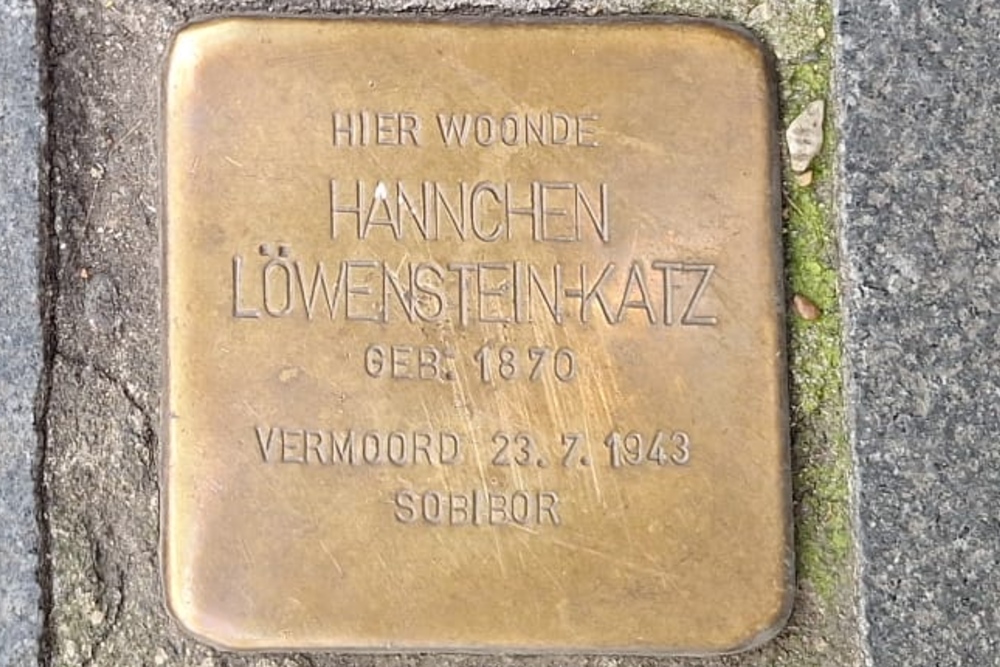 HIER WOONDE
HANNCHEN
LÖWENSTEIN-KATZ
GEB. 1870
VERMOORD 23.7.1943
SOBIBOR